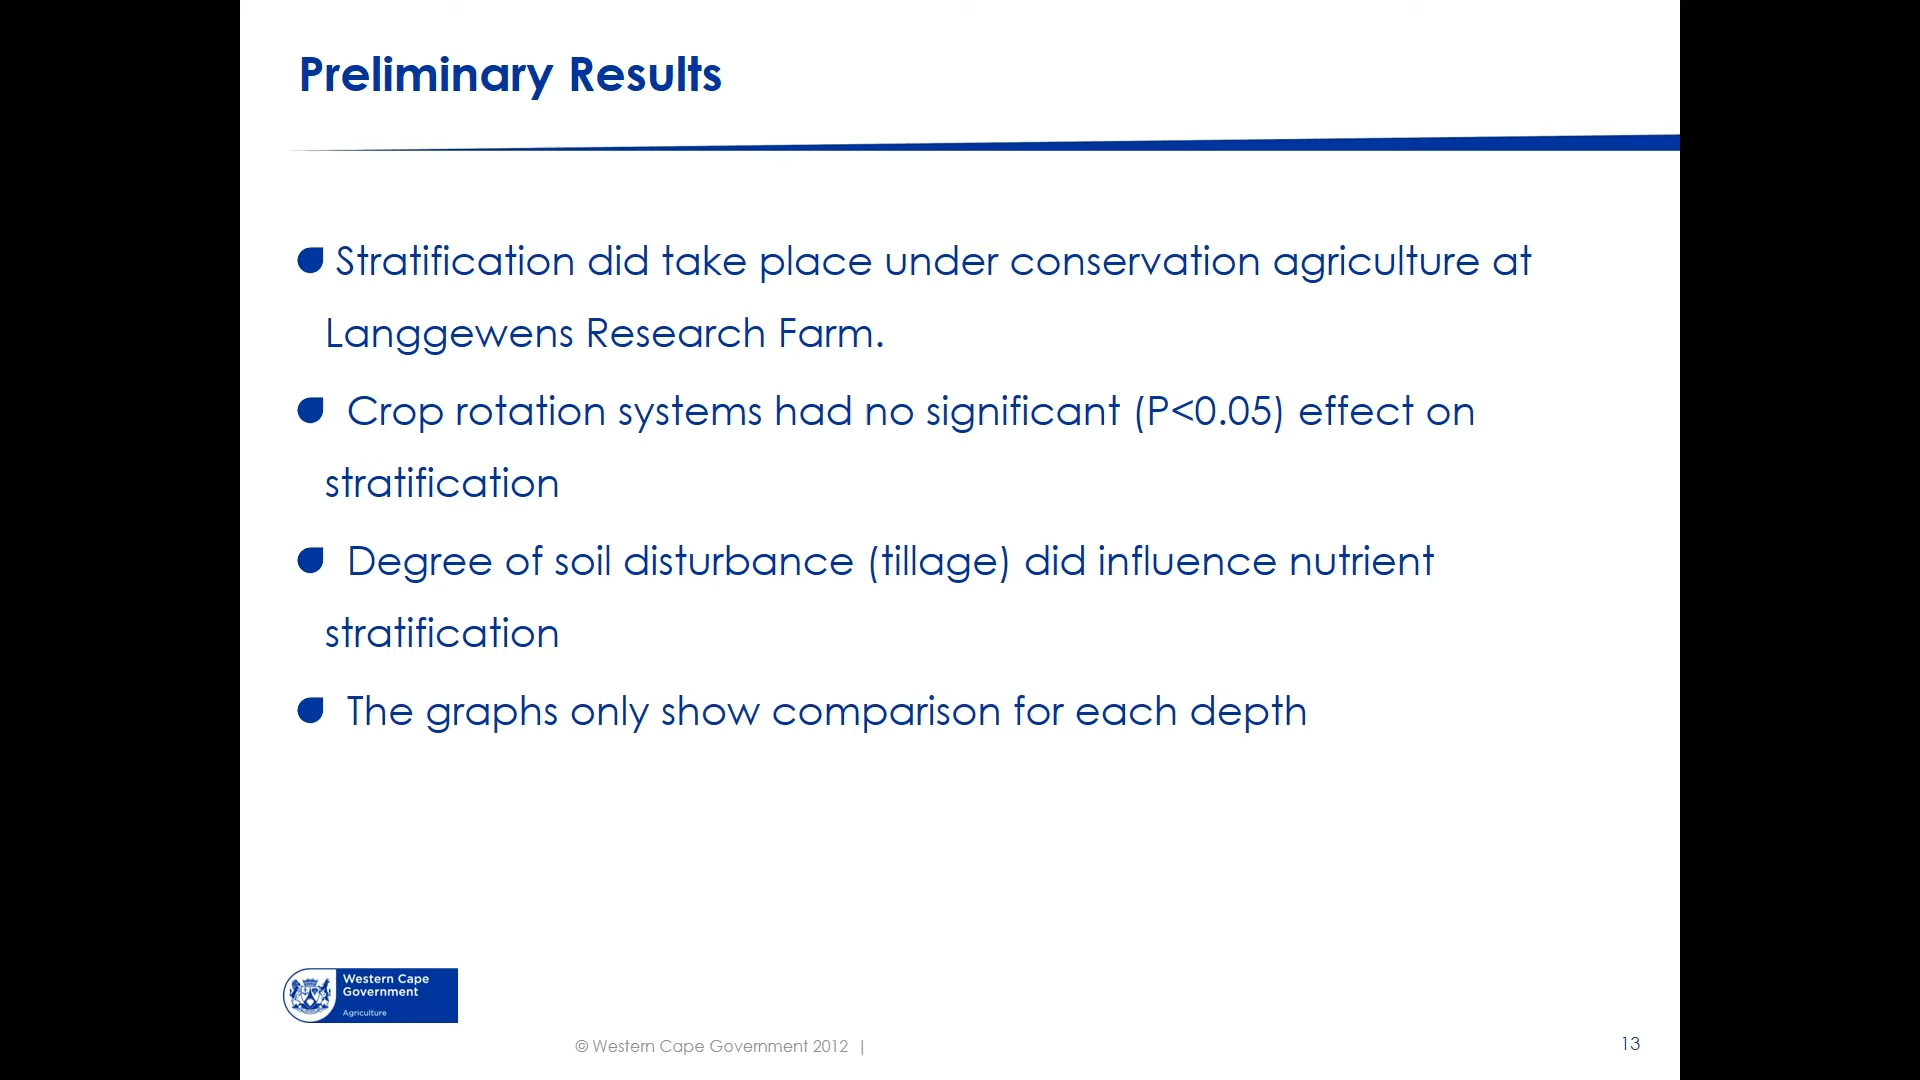 Preliminary Results
Stratification did take place under conservation agriculture at
Langgewens Research Farm.
Crop rotation systems had no significant (P<0.05) effect on
stratification
Degree of soil disturbance (tillage) did influence nutrient
stratification
The graphs only show comparison for each depth
Western Cape
Government
Agriculture
© Western Cape Government 2012 |
13